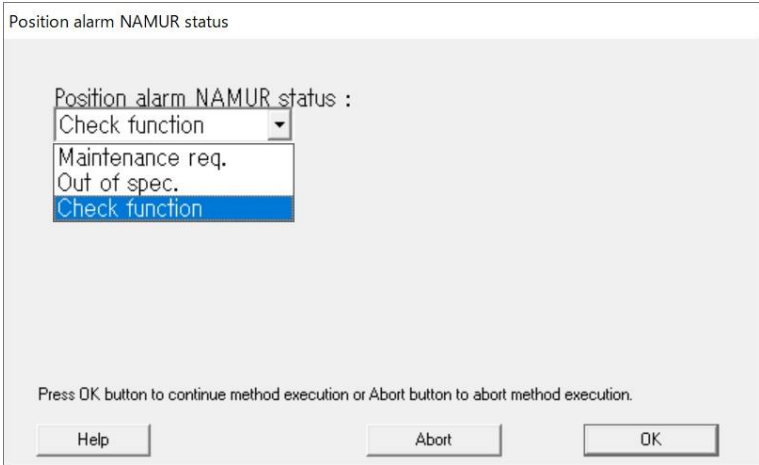 Position alarm NAMUR status
Position alarm NAMUR status :
Check function
Maintenance req.
Out of spec.
Check function
Press OK button to continue method execution or Abort button to abort method execution.
Help Abort OK